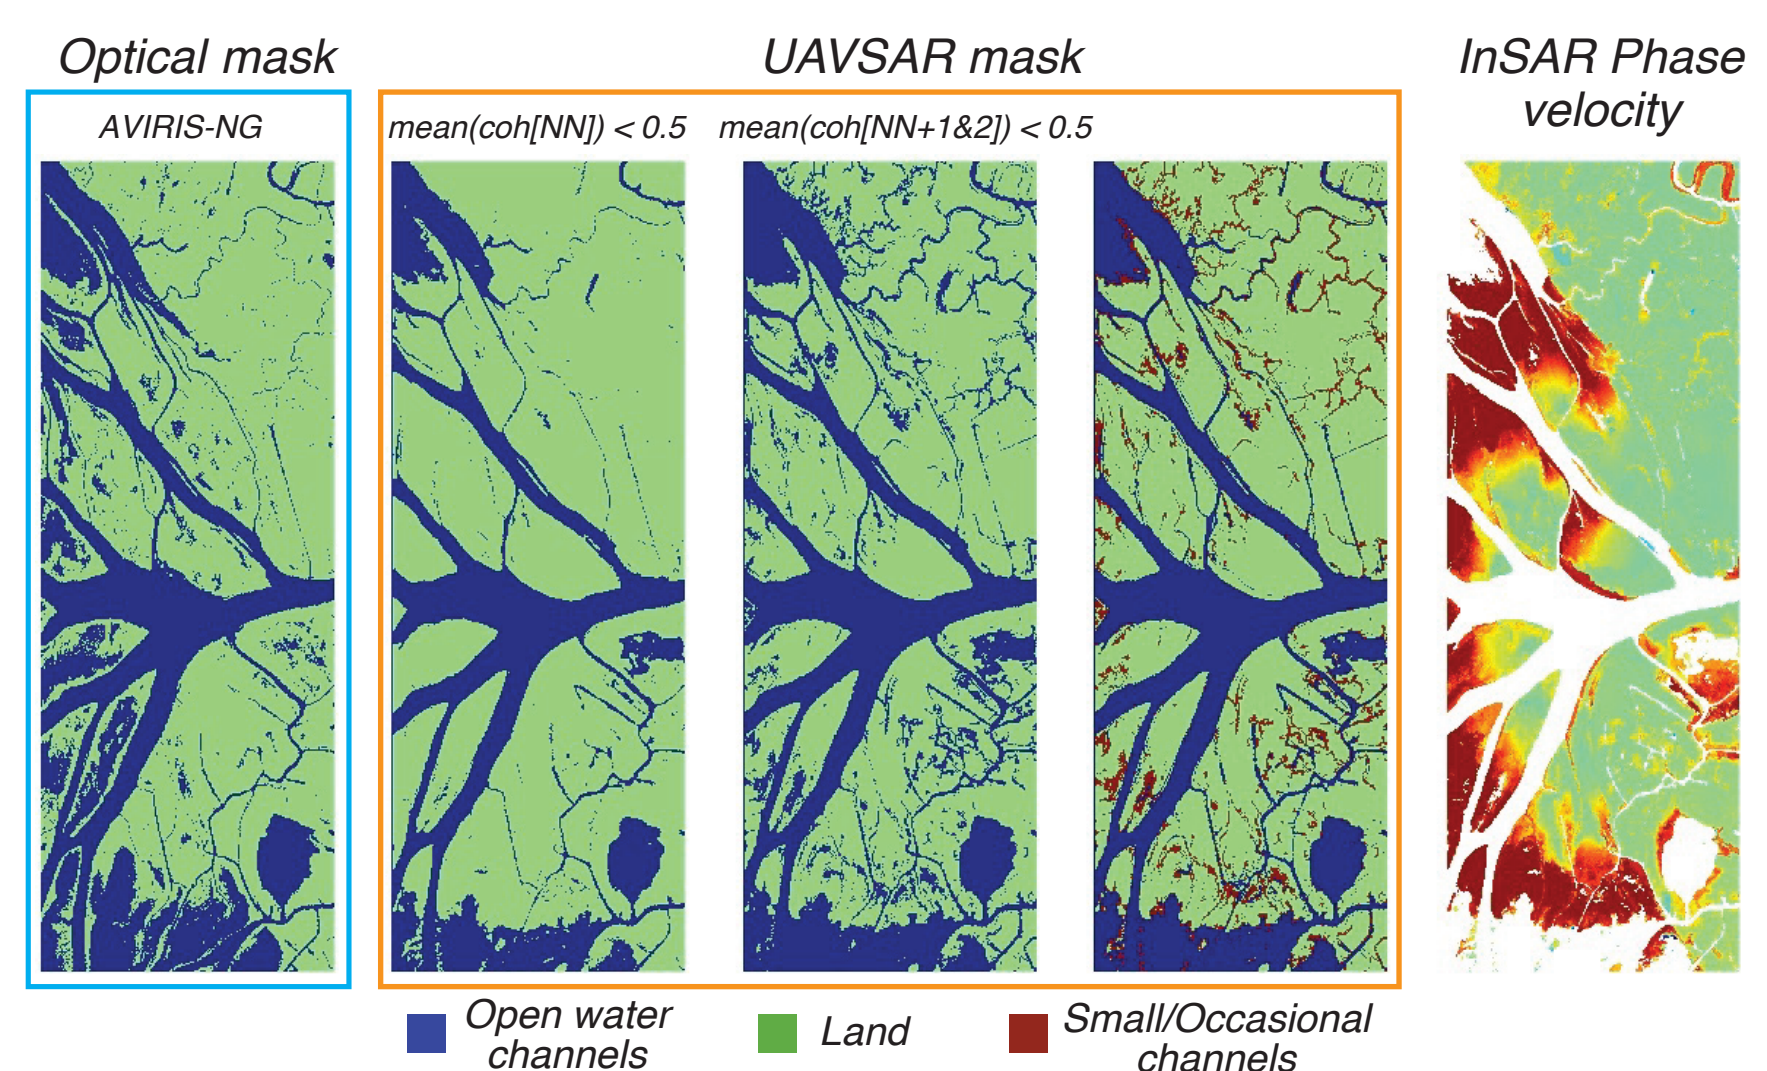 Optical mask
UAVSAR mask
InSAR Phase
velocity
AVIRIS-NG
mean(coh[NN]) < 0.5
mean(coh[NN+1&2]) < 0.5
Open water
channels
Land
Small/Occasional
channels